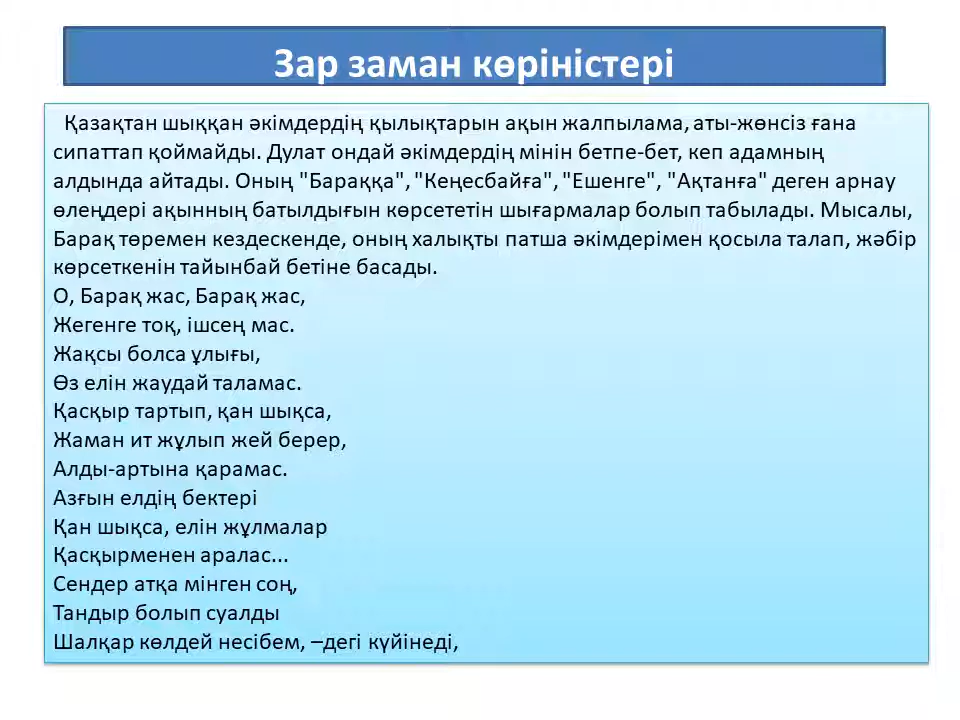 Зар заман көріністері
Қазақтан шыққан әкімдердің қылықтарын ақын жалпылама, аты-жөнсіз ғана
сипаттап қоймайды. Дулат ондай әкімдердің мінін бетпе-бет, кеп адамның
алдында айтады. Оның "Бараққа", "Кеңесбайға", "Ешенге", "Ақтанға" деген арнау
өлеңдері ақынның батылдығын көрсететін шығармалар болып табылады. Мысалы,
Барақ төремен кездескенде, оның халықты патша әкімдерімен қосыла талап, жәбір
көрсеткенін тайынбай бетіне басады.
О, Барақ жас, Барақ жас,
Жегенге тоқ, ішсең мас.
Жақсы болса ұлығы,
Өз елін жаудай таламас.
Қасқыр тартып, қан шықса,
Жаман ит жұлып жей берер,
Алды-артына қарамас.
Азғын елдің бектері
Қан шықса, елін жұлмалар
Қасқырменен аралас...
Сендер атқа мінген соң,
Тандыр болып суалды
Шалқар көлдей несібем, –дегі күйінеді,